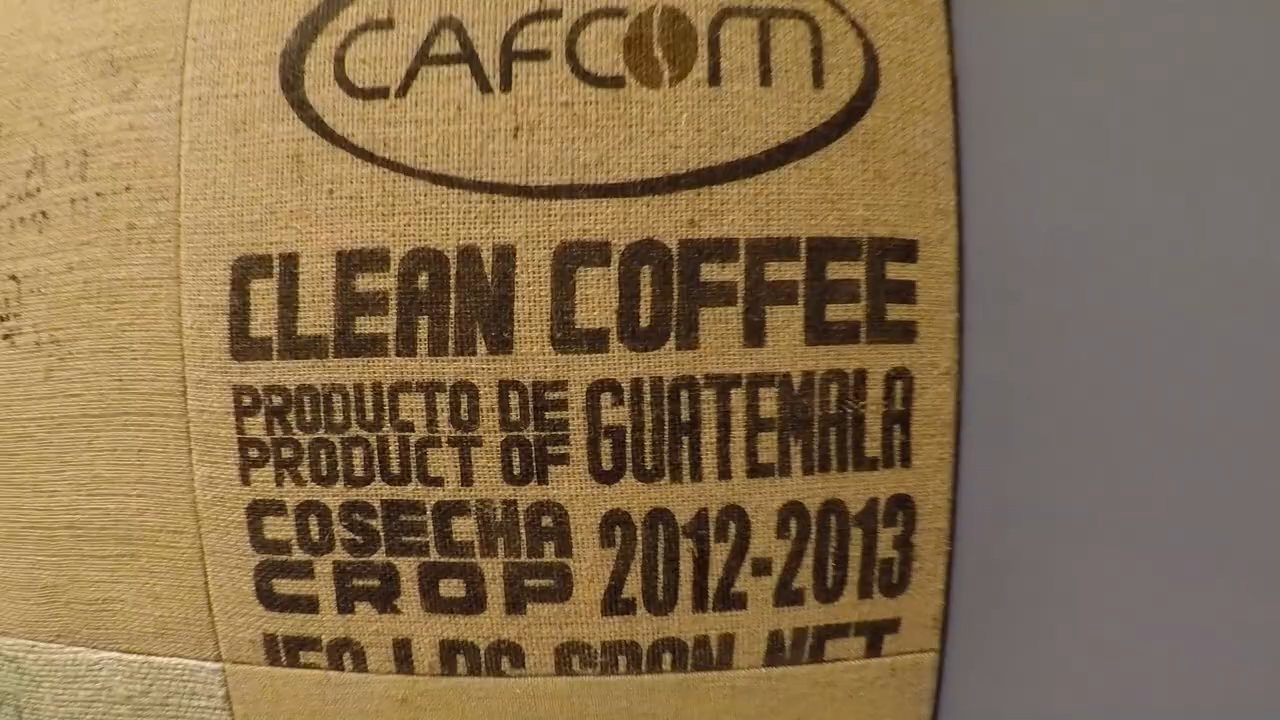 CAFCOM
CLEAN COFFEE
PRODUCTO DE
PRODUCT OF
GUATEMALA
COSECHA
CROP
2012-2013